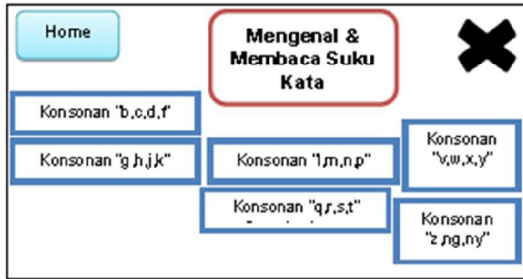 Home
Mengenal &
Membaca Suku
Kata
Konsonan "b,c,d,f"
Konsonan "g,h,j,k"
Konsonan "l,m,n,p"
Konsonan "q,r,s,t"
Konsonan
"v,w,x,y"
Konsonan
"z,ng,ny"